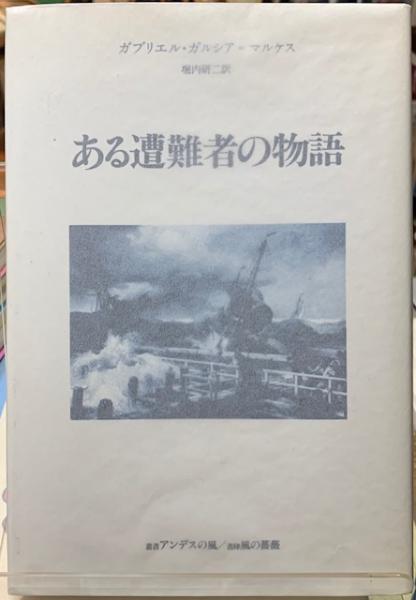 ガブリエル・ガルシア=マルケス
堀内研二訳
ある遭難者の物語
叢書アンデスの風/書肆風の薔薇